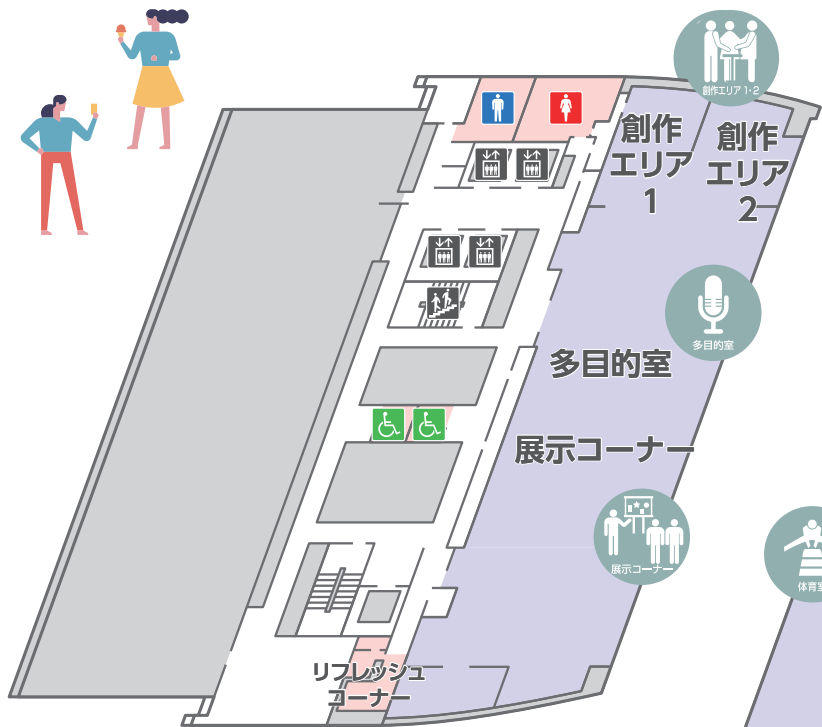 創作エリア 1・2
創作
エリア
1
創作
エリア
2
多目的室
多目的室
展示コーナー
展示コーナー
体育室
リフレッシュ
コーナー